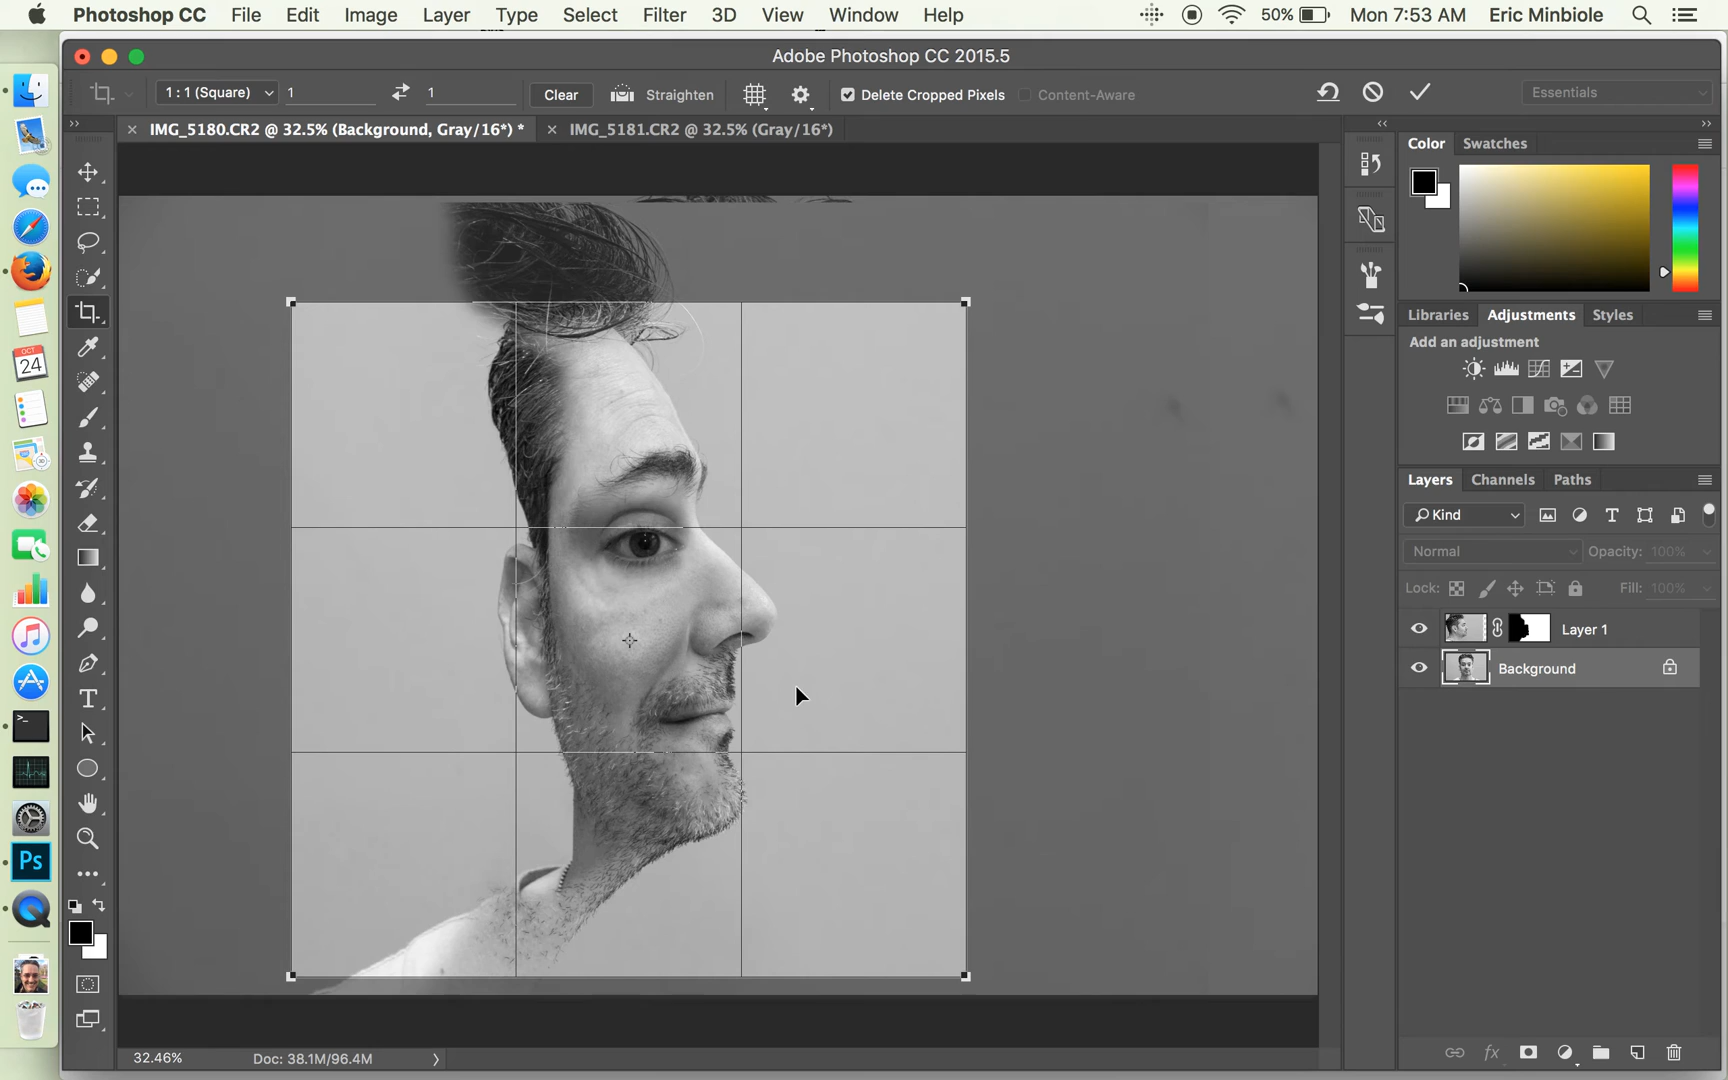 Photoshop CC File Edit Image Layer Type Select Filter 3D View Window Help 50% Mon 7:53 AM Eric Minbiole
Adobe Photoshop CC 2015.5
1 : 1 (Square) 1 1 Clear Straighten Delete Cropped Pixels Content-Aware Essentials
IMG_5180.CR2 @ 32.5% (Background, Gray/16*) * IMG_5181.CR2 @ 32.5% (Gray/16*)
Color Swatches
Libraries Adjustments Styles
Add an adjustment
OCT
24
Layers Channels Paths
Kind
Normal Opacity: 100%
Lock: Fill: 100%
Layer 1
Background
T
Ps
32.46% Doc: 38.1M/96.4M
fx